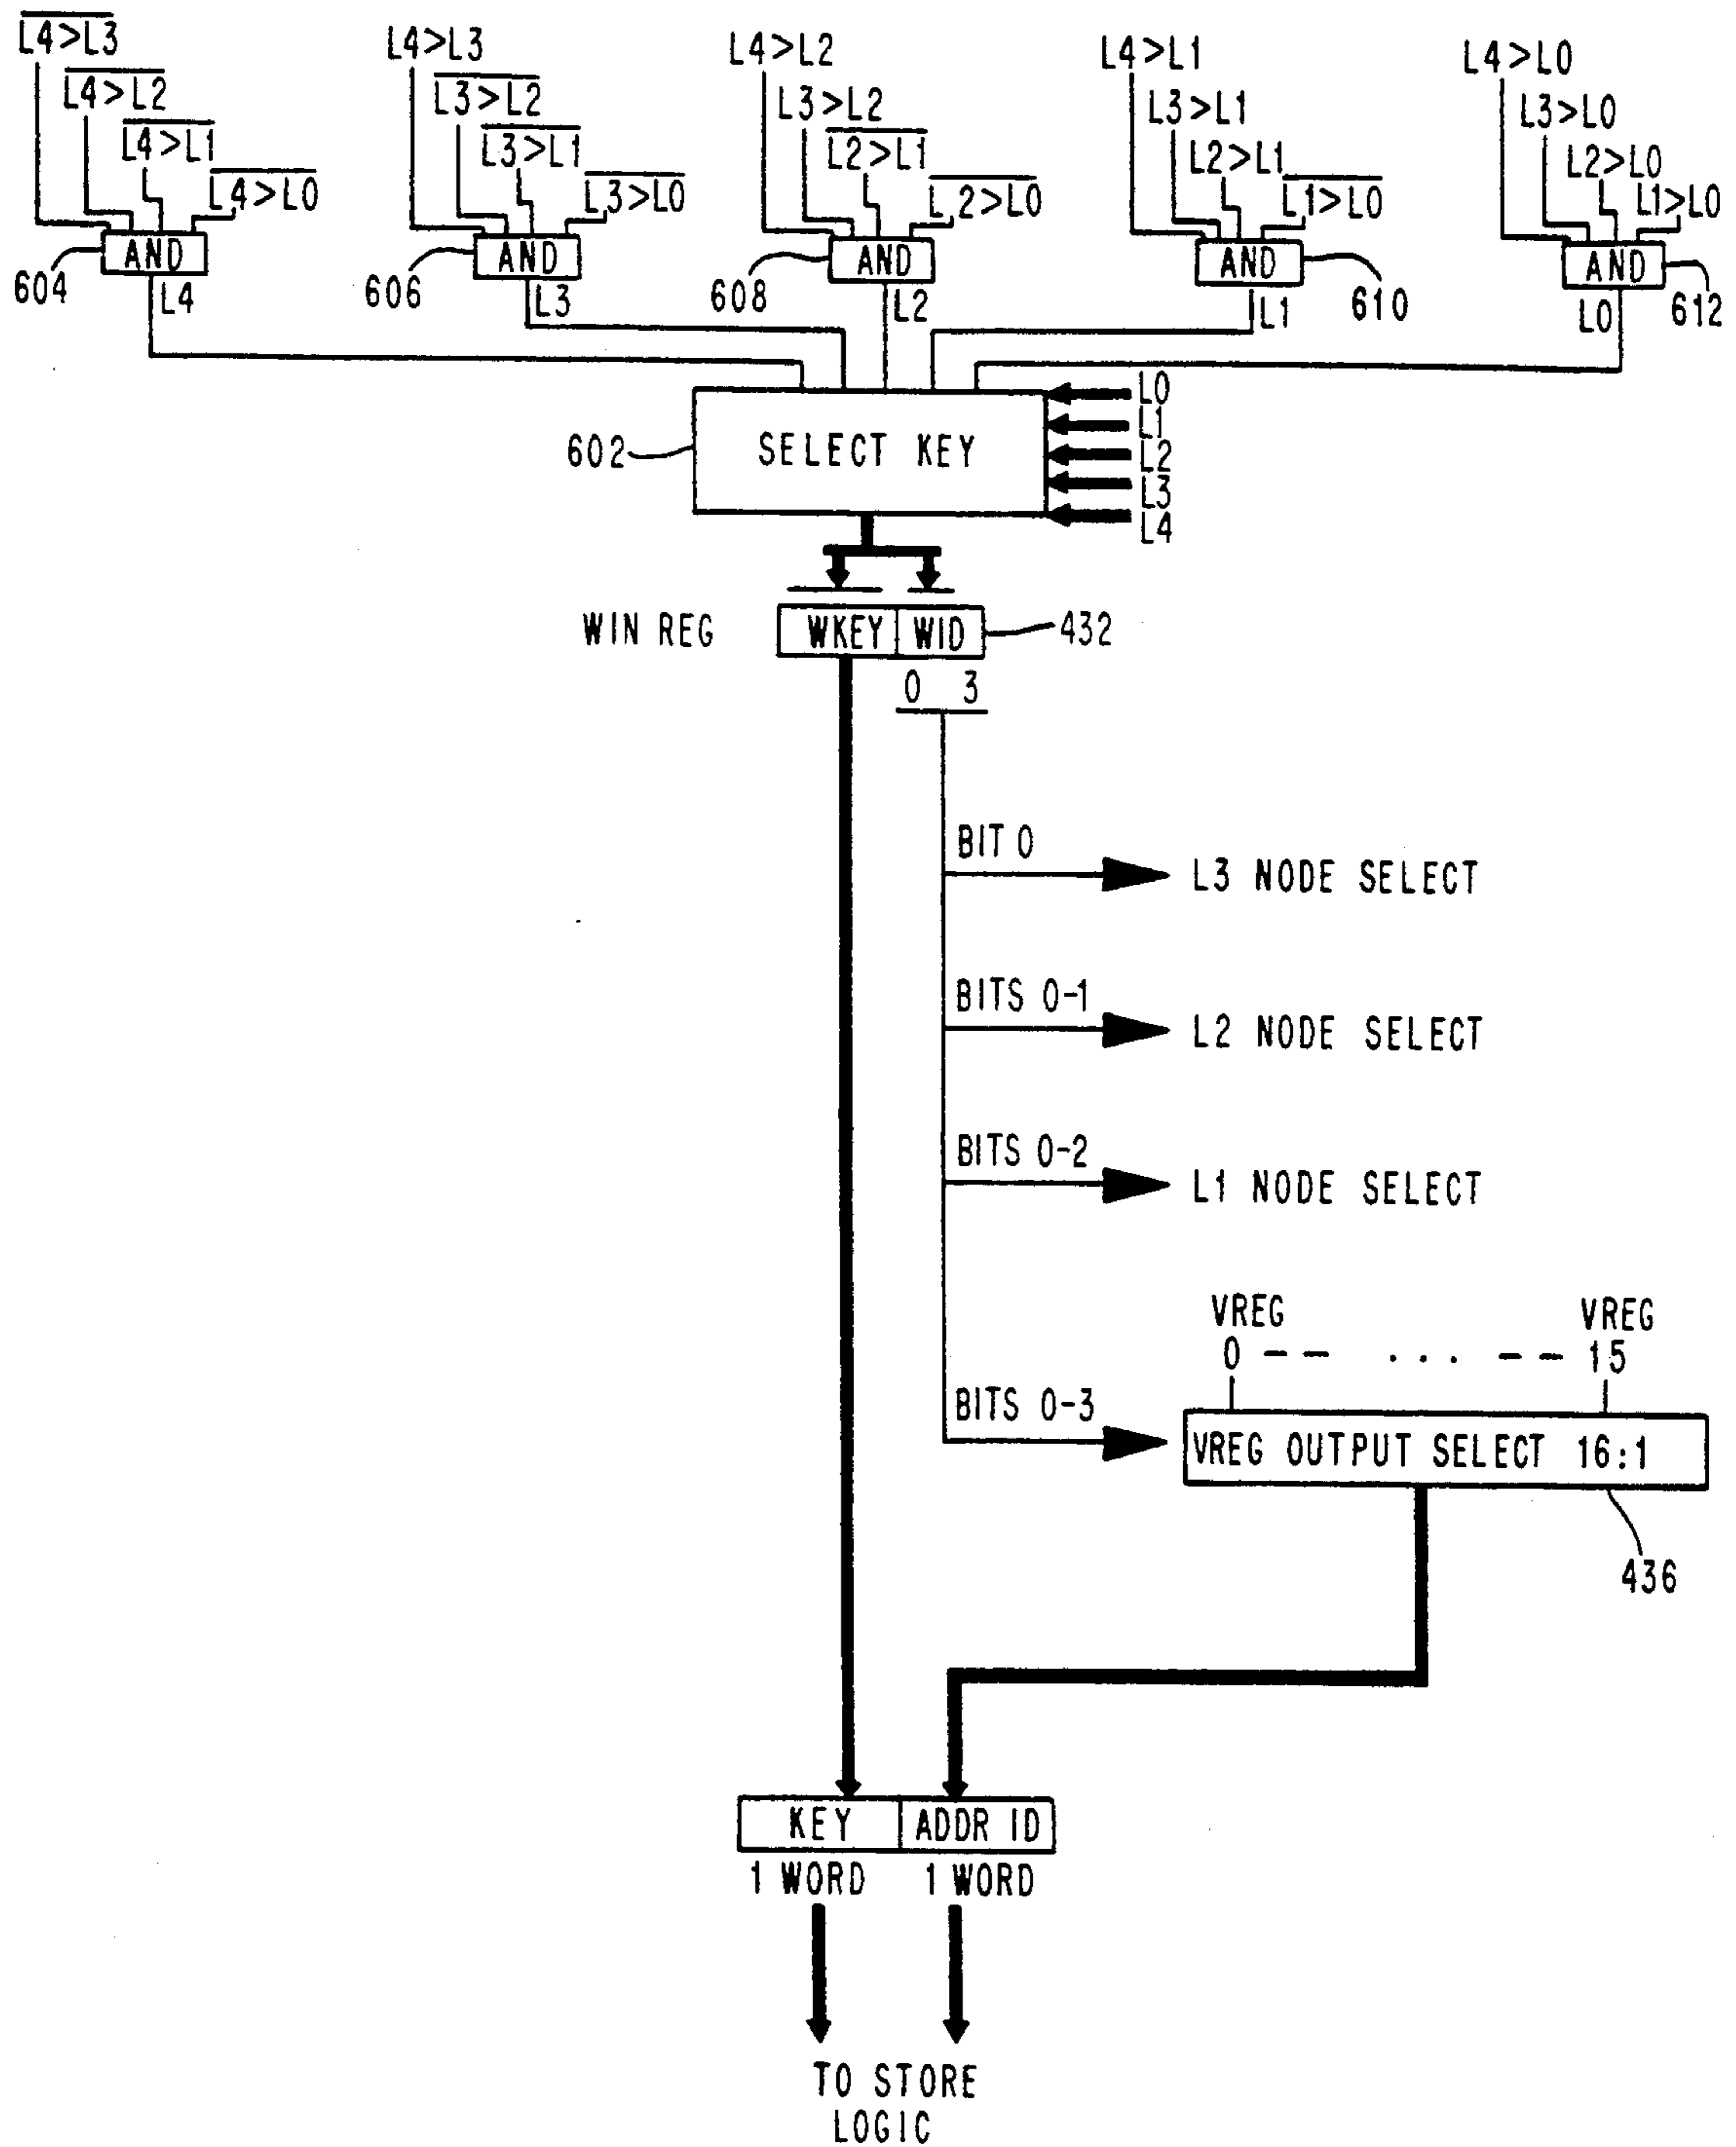 L4>L3 L4>L3 L4>L2 L4>L1 L4>L0
L4>L2 L3>L2 L3>L2 L3>L1 L3>L0
L4>L1 L3>L1 L2>L1 L2>L1 L2>L0
L4>L0 L3>L0 L2>L0 L1>L0 L1>L0
AND AND AND AND AND
604 606 608 610 612
L4 L3 L2 L1 L0
602 SELECT KEY
L0
L1
L2
L3
L4
WIN REG WKEY WID 432
0 3
BIT 0
L3 NODE SELECT
BITS 0-1
L2 NODE SELECT
BITS 0-2
L1 NODE SELECT
VREG VREG
0 -- ... -- 15
BITS 0-3
VREG OUTPUT SELECT 16:1
436
KEY ADDR ID
1 WORD 1 WORD
TO STORE
LOGIC